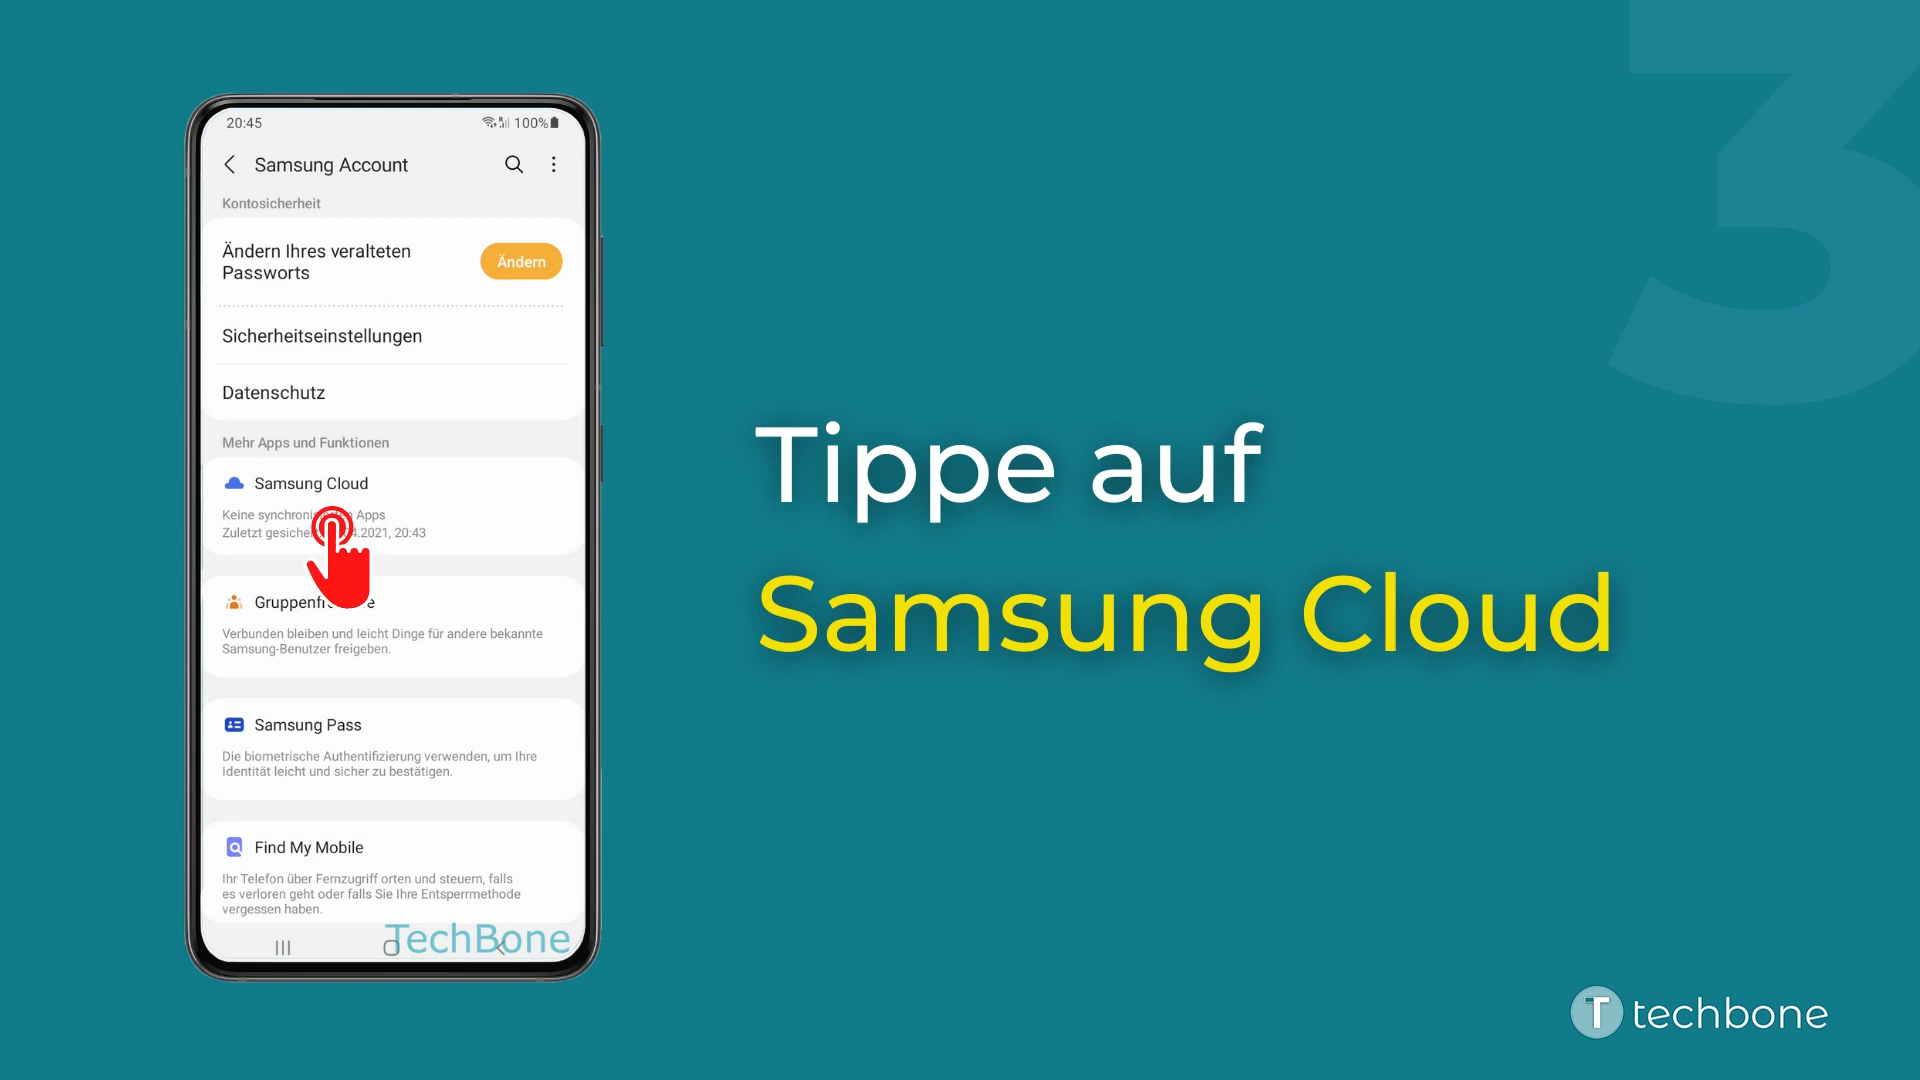 3
20:45
100%
Samsung Account
Kontosicherheit
Ändern Ihres veralteten
Passworts
Ändern
Sicherheitseinstellungen
Datenschutz
Mehr Apps und Funktionen
Samsung Cloud
Keine Apps
Zuletzt 20:43
Verbunden bleiben und leicht Dinge für andere bekannte
Samsung-Benutzer freigeben.
Samsung Pass
Die biometrische Authentifizierung verwenden, um Ihre
Identität leicht und sicher zu bestätigen.
Find My Mobile
Ihr Telefon über Fernzugriff orten und steuern, falls
es verloren geht oder falls Sie Ihre Entsperrmethode
vergessen haben.
TechBone
Tippe auf
Samsung Cloud
T techbone